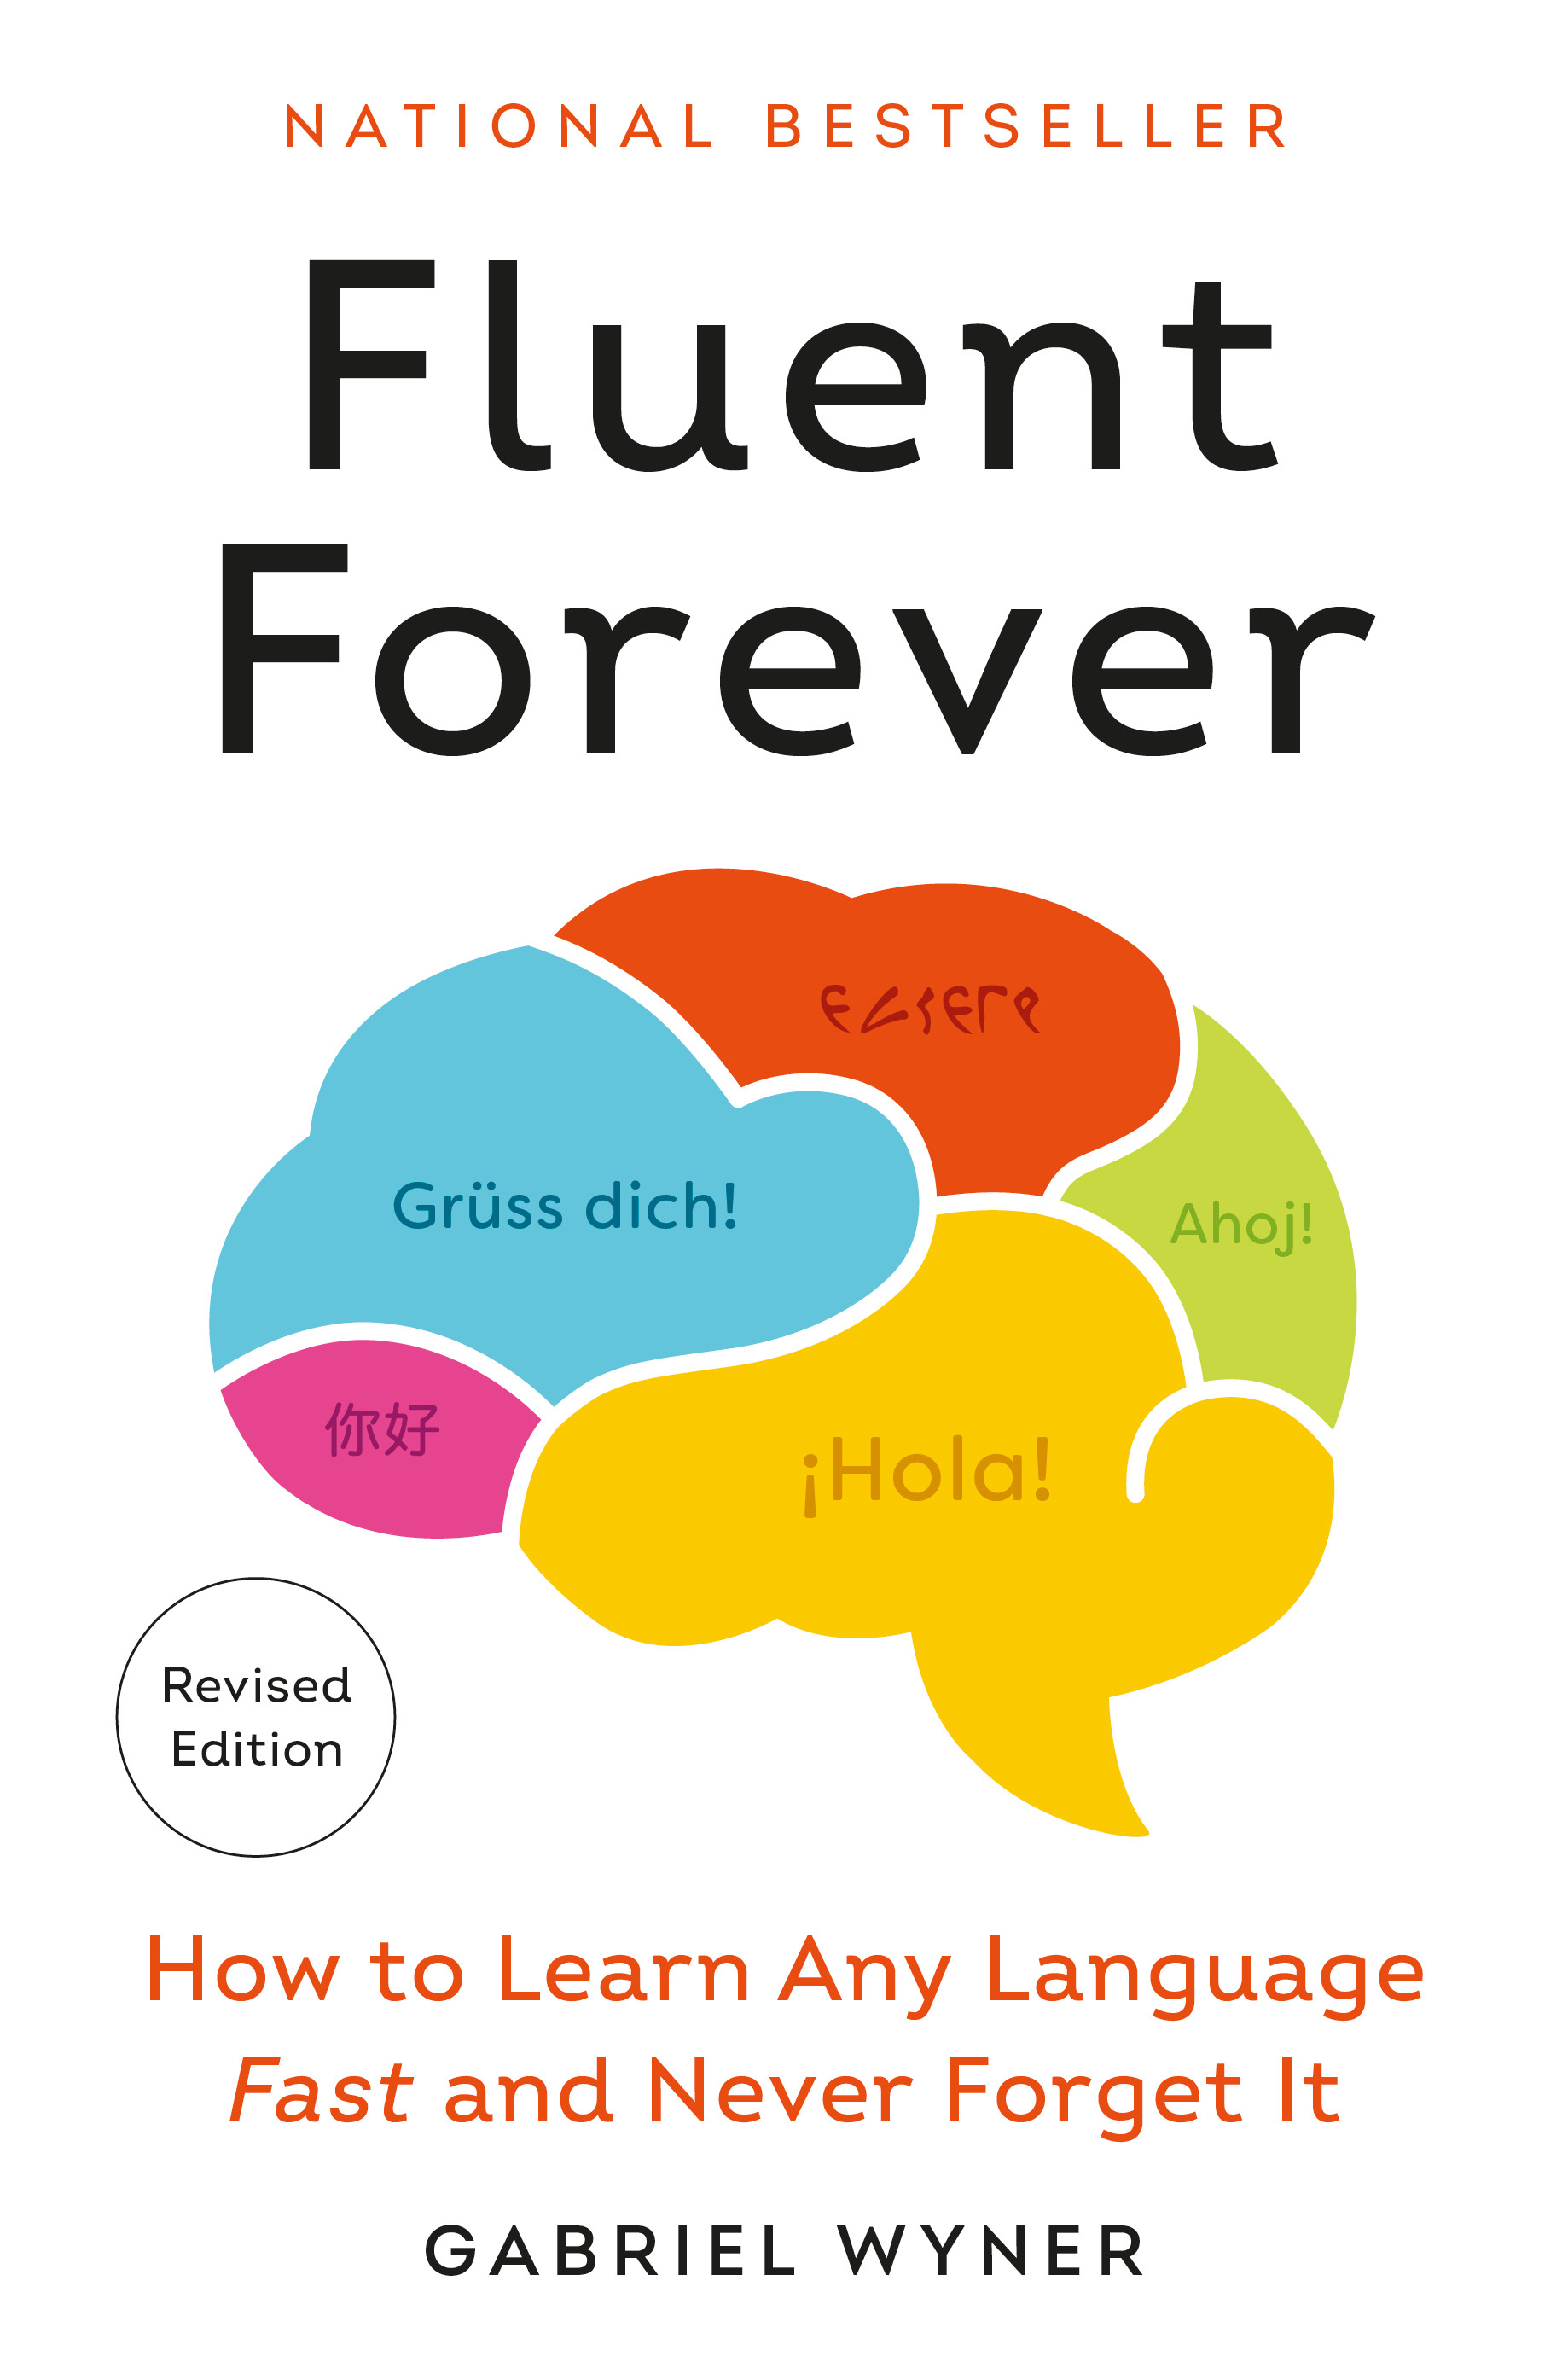 NATIONAL BESTSELLER
Fluent
Forever
Grüss dich!
Ahoj!
你好
¡Hola!
Revised
Edition
How to Learn Any Language
Fast and Never Forget It
GABRIEL WYNER